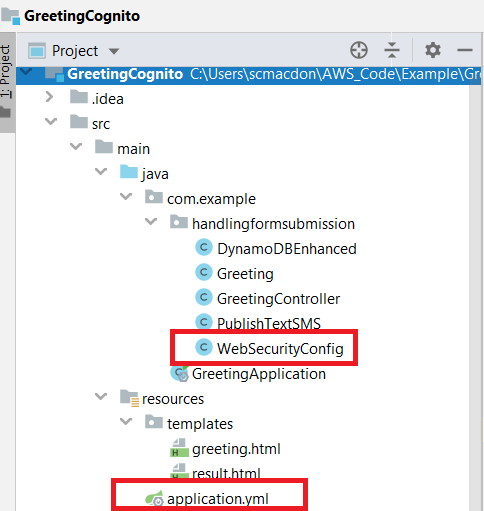 GreetingCognito
Project
1: Project
GreetingCognito C:\Users\scmacdon\AWS_Code\Example\Gre
.idea
src
main
java
com.example
handlingformsubmission
DynamoDBEnhanced
Greeting
GreetingController
PublishTextSMS
WebSecurityConfig
GreetingApplication
resources
templates
greeting.html
result.html
application.yml